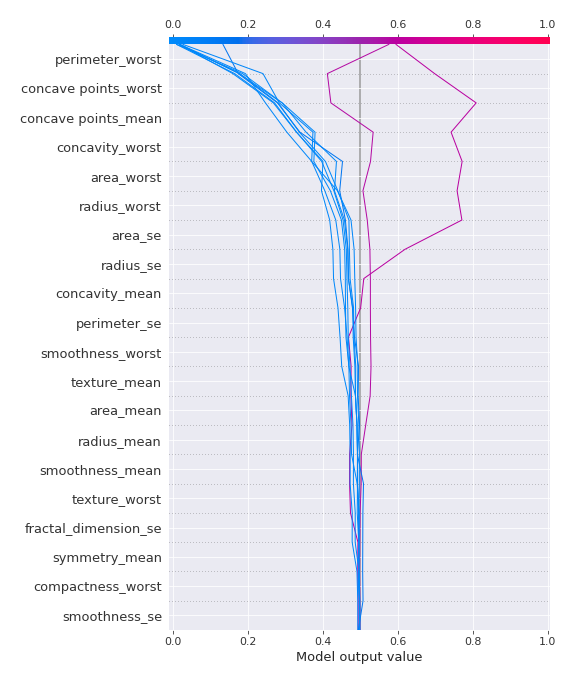 0.0 0.2 0.4 0.6 0.8 1.0
perimeter_worst
concave points_worst
concave points_mean
concavity_worst
area_worst
radius_worst
area_se
radius_se
concavity_mean
perimeter_se
smoothness_worst
texture_mean
area_mean
radius_mean
smoothness_mean
texture_worst
fractal_dimension_se
symmetry_mean
compactness_worst
smoothness_se
0.0 0.2 0.4 0.6 0.8 1.0
Model output value